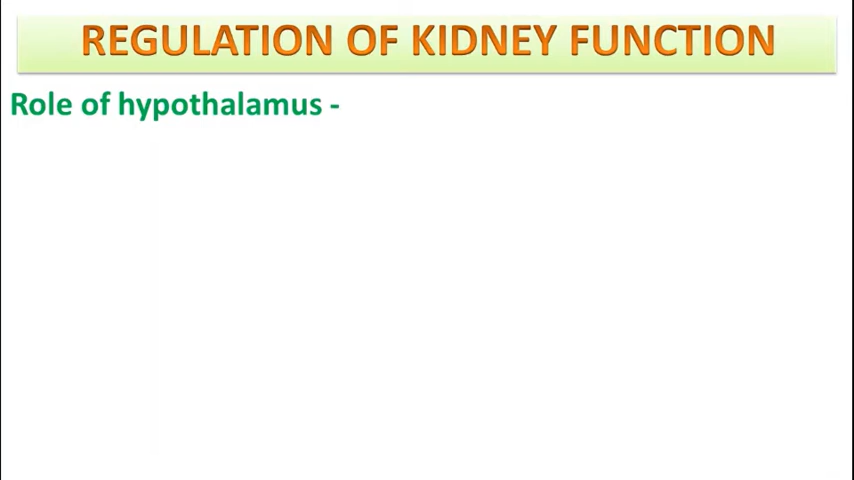 REGULATION OF KIDNEY FUNCTION
Role of hypothalamus -